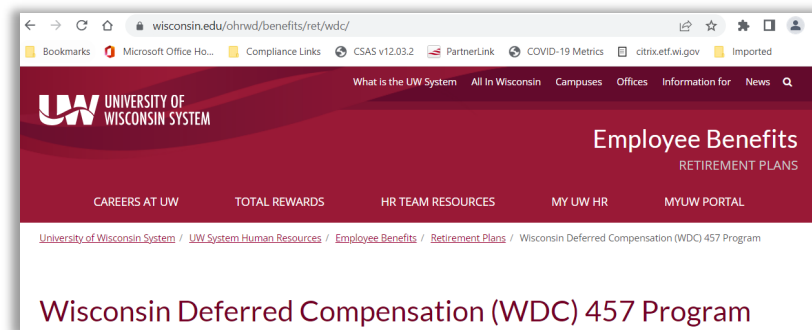 wisconsin.edu/ohrwd/benefits/ret/wdc/
Bookmarks Microsoft Office Ho... Compliance Links CSAS v12.03.2 PartnerLink COVID-19 Metrics citrix.etf.wi.gov Imported
What is the UW System All In Wisconsin Campuses Offices Information for News
UW UNIVERSITY OF
WISCONSIN SYSTEM
Employee Benefits
RETIREMENT PLANS
CAREERS AT UW TOTAL REWARDS HR TEAM RESOURCES MY UW HR MYUW PORTAL
University of Wisconsin System / UW System Human Resources / Employee Benefits / Retirement Plans / Wisconsin Deferred Compensation (WDC) 457 Program
Wisconsin Deferred Compensation (WDC) 457 Program